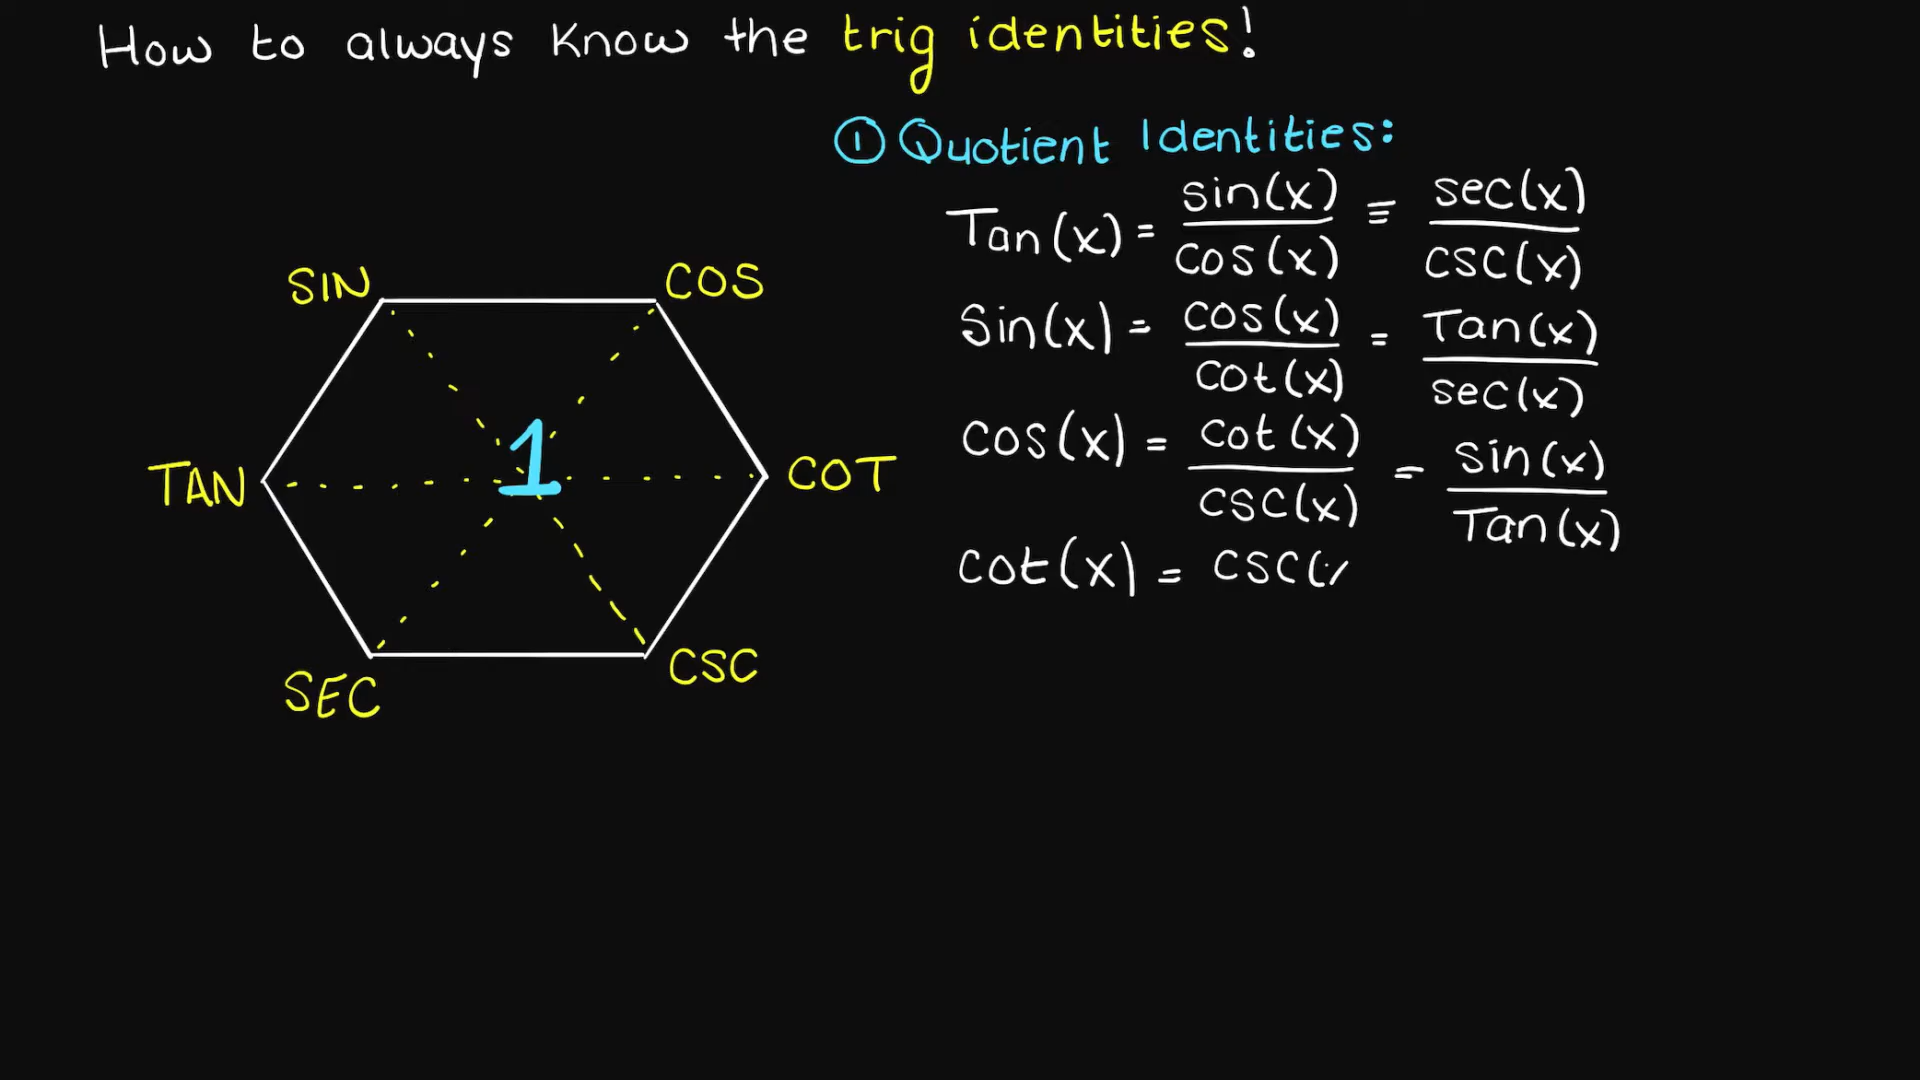 How to always know the trig identities!
① Quotient Identities:
Tan(x) = sin(x)/cos(x) ≡ sec(x)/csc(x)
Sin(x) = cos(x)/cot(x) = Tan(x)/sec(x)
cos(x) = cot(x)/csc(x) = sin(x)/Tan(x)
cot(x) = csc(
SIN
COS
TAN
1
COT
SEC
CSC